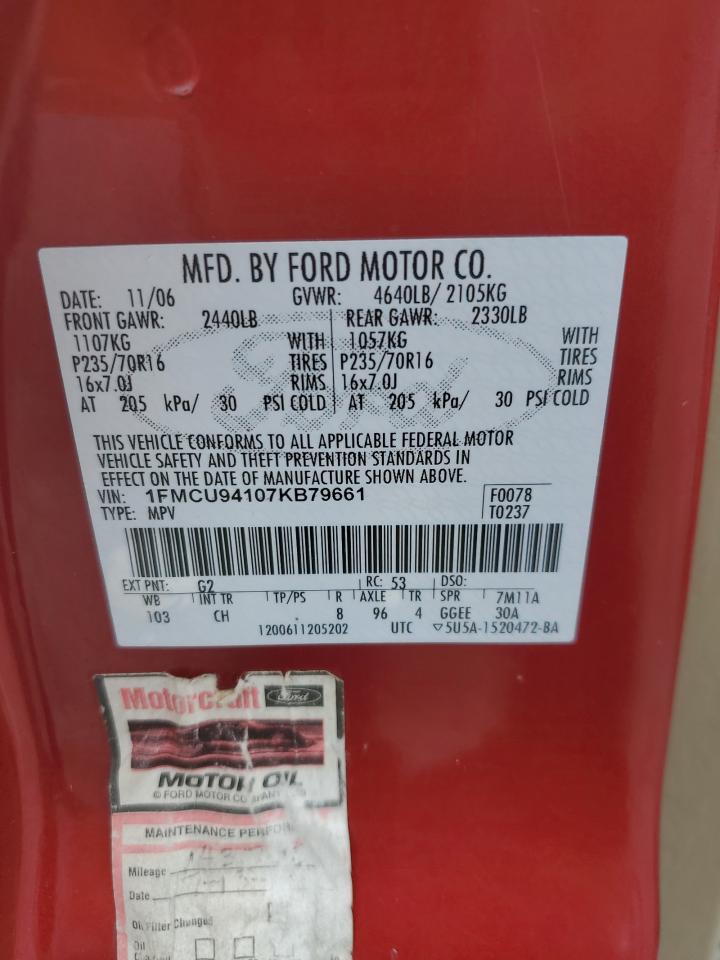 MFD. BY FORD MOTOR CO.
DATE: 11/06 GVWR: 4640LB/ 2105KG
FRONT GAWR: 2440LB REAR GAWR: 2330LB
1107KG WITH 1057KG WITH
P235/70R16 TIRES P235/70R16 TIRES
16x7.0J RIMS 16x7.0J RIMS
AT 205 kPa/ 30 PSI COLD AT 205 kPa/ 30 PSI COLD
Ford
THIS VEHICLE CONFORMS TO ALL APPLICABLE FEDERAL MOTOR
VEHICLE SAFETY AND THEFT PREVENTION STANDARDS IN
EFFECT ON THE DATE OF MANUFACTURE SHOWN ABOVE.
VIN: 1FMCU94107KB79661 F0078
TYPE: MPV T0237
EXT PNT: G2 RC: 53 DSO:
WB INT TR TP/PS R AXLE TR SPR 7M11A
103 CH . 8 96 4 GGEE 30A
1200611205202 UTC ▽5U5A-1520472-BA
Motorcraft Ford
MOTOR OIL
© FORD MOTOR COMPANY
MAINTENANCE PERFOR
Mileage
Date
Oil Filter Changed
Oil